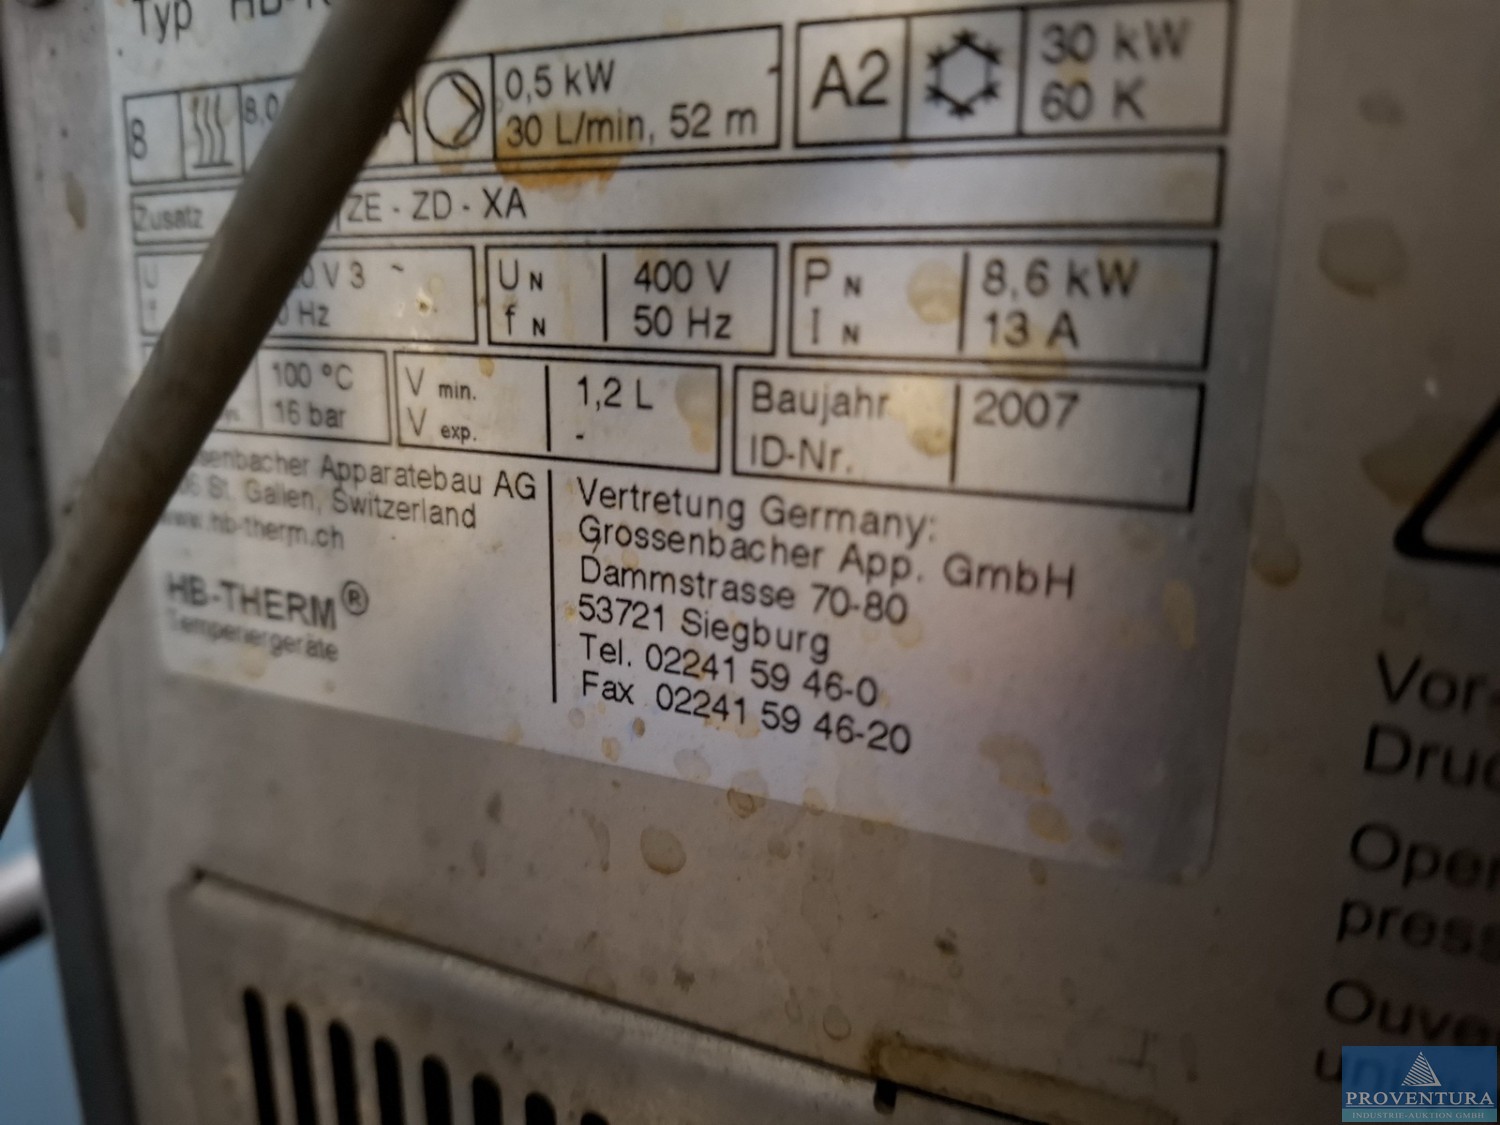 Typ HB-
8 8,0 A 0,5 kW
30 L/min, 52 m
A2 30 kW
60 K
Zusatz ZE - ZD - XA
U V 3 ~
f Hz
U N 400 V
f N 50 Hz
P N 8,6 kW
I N 13 A
100 °C
16 bar
V min. 1,2 L
V exp. -
Baujahr 2007
ID-Nr.
senbacher Apparatebau AG
St. Gallen, Switzerland
www.hb-therm.ch
HB-THERM®
Temperiergeräte
Vertretung Germany:
Grossenbacher App. GmbH
Dammstrasse 70-80
53721 Siegburg
Tel. 02241 59 46-0
Fax 02241 59 46-20
Vor-
Druc
Oper
press
Ouve
PROVENTURA
INDUSTRIE-AUKTION GMBH